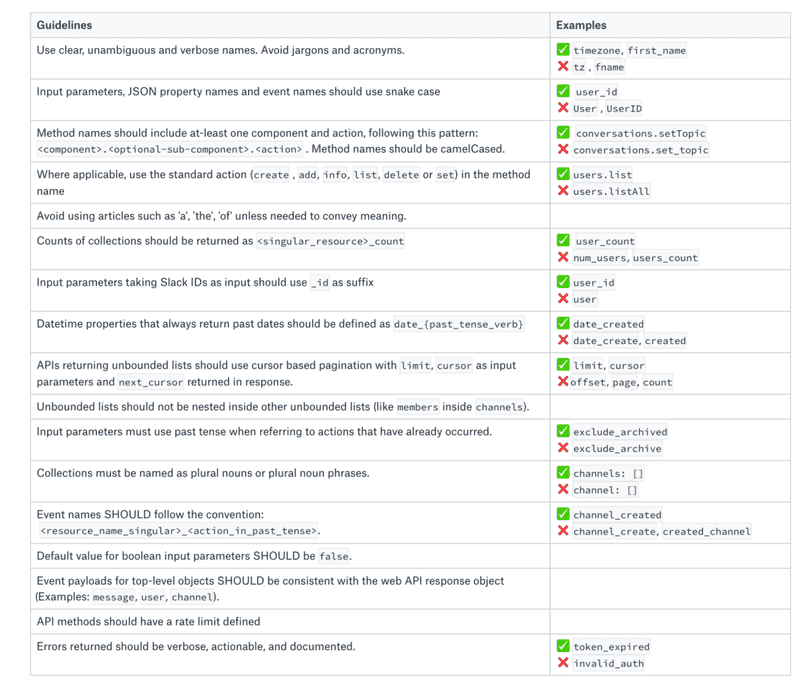 Guidelines
Examples
Use clear, unambiguous and verbose names. Avoid jargons and acronyms.
✅ timezone, first_name
❌ tz , fname
Input parameters, JSON property names and event names should use snake case
✅ user_id
❌ User , UserID
Method names should include at-least one component and action, following this pattern:
<component>.<optional-sub-component>.<action> . Method names should be camelCased.
✅ conversations.setTopic
❌ conversations.set_topic
Where applicable, use the standard action (create , add, info, list, delete or set) in the method
name
✅ users.list
❌ users.listAll
Avoid using articles such as 'a', 'the', 'of' unless needed to convey meaning.
Counts of collections should be returned as <singular_resource>_count
✅ user_count
❌ num_users, users_count
Input parameters taking Slack IDs as input should use _id as suffix
✅ user_id
❌ user
Datetime properties that always return past dates should be defined as date_{past_tense_verb}
✅ date_created
❌ date_create, created
APIs returning unbounded lists should use cursor based pagination with limit, cursor as input
parameters and next_cursor returned in response.
✅ limit, cursor
❌offset, page, count
Unbounded lists should not be nested inside other unbounded lists (like members inside channels).
Input parameters must use past tense when referring to actions that have already occurred.
✅ exclude_archived
❌ exclude_archive
Collections must be named as plural nouns or plural noun phrases.
✅ channels: []
❌ channel: []
Event names SHOULD follow the convention:
<resource_name_singular>_<action_in_past_tense>.
✅ channel_created
❌ channel_create, created_channel
Default value for boolean input parameters SHOULD be false.
Event payloads for top-level objects SHOULD be consistent with the web API response object
(Examples: message, user, channel).
API methods should have a rate limit defined
Errors returned should be verbose, actionable, and documented.
✅ token_expired
❌ invalid_auth